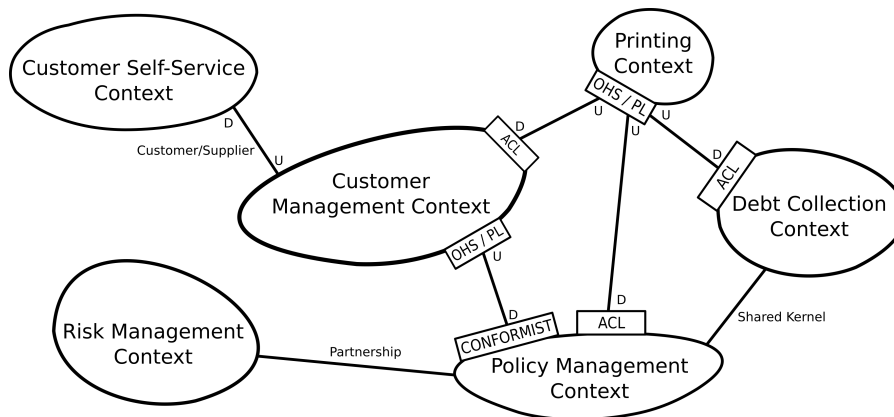 Customer Self-Service
Context
D
Customer/Supplier
U
Printing
Context
OHS / PL
U
U
U
D
ACL
D
ACL
Customer
Management Context
OHS / PL
U
Debt Collection
Context
D
CONFORMIST
D
ACL
Shared Kernel
Risk Management
Context
Partnership
Policy Management
Context